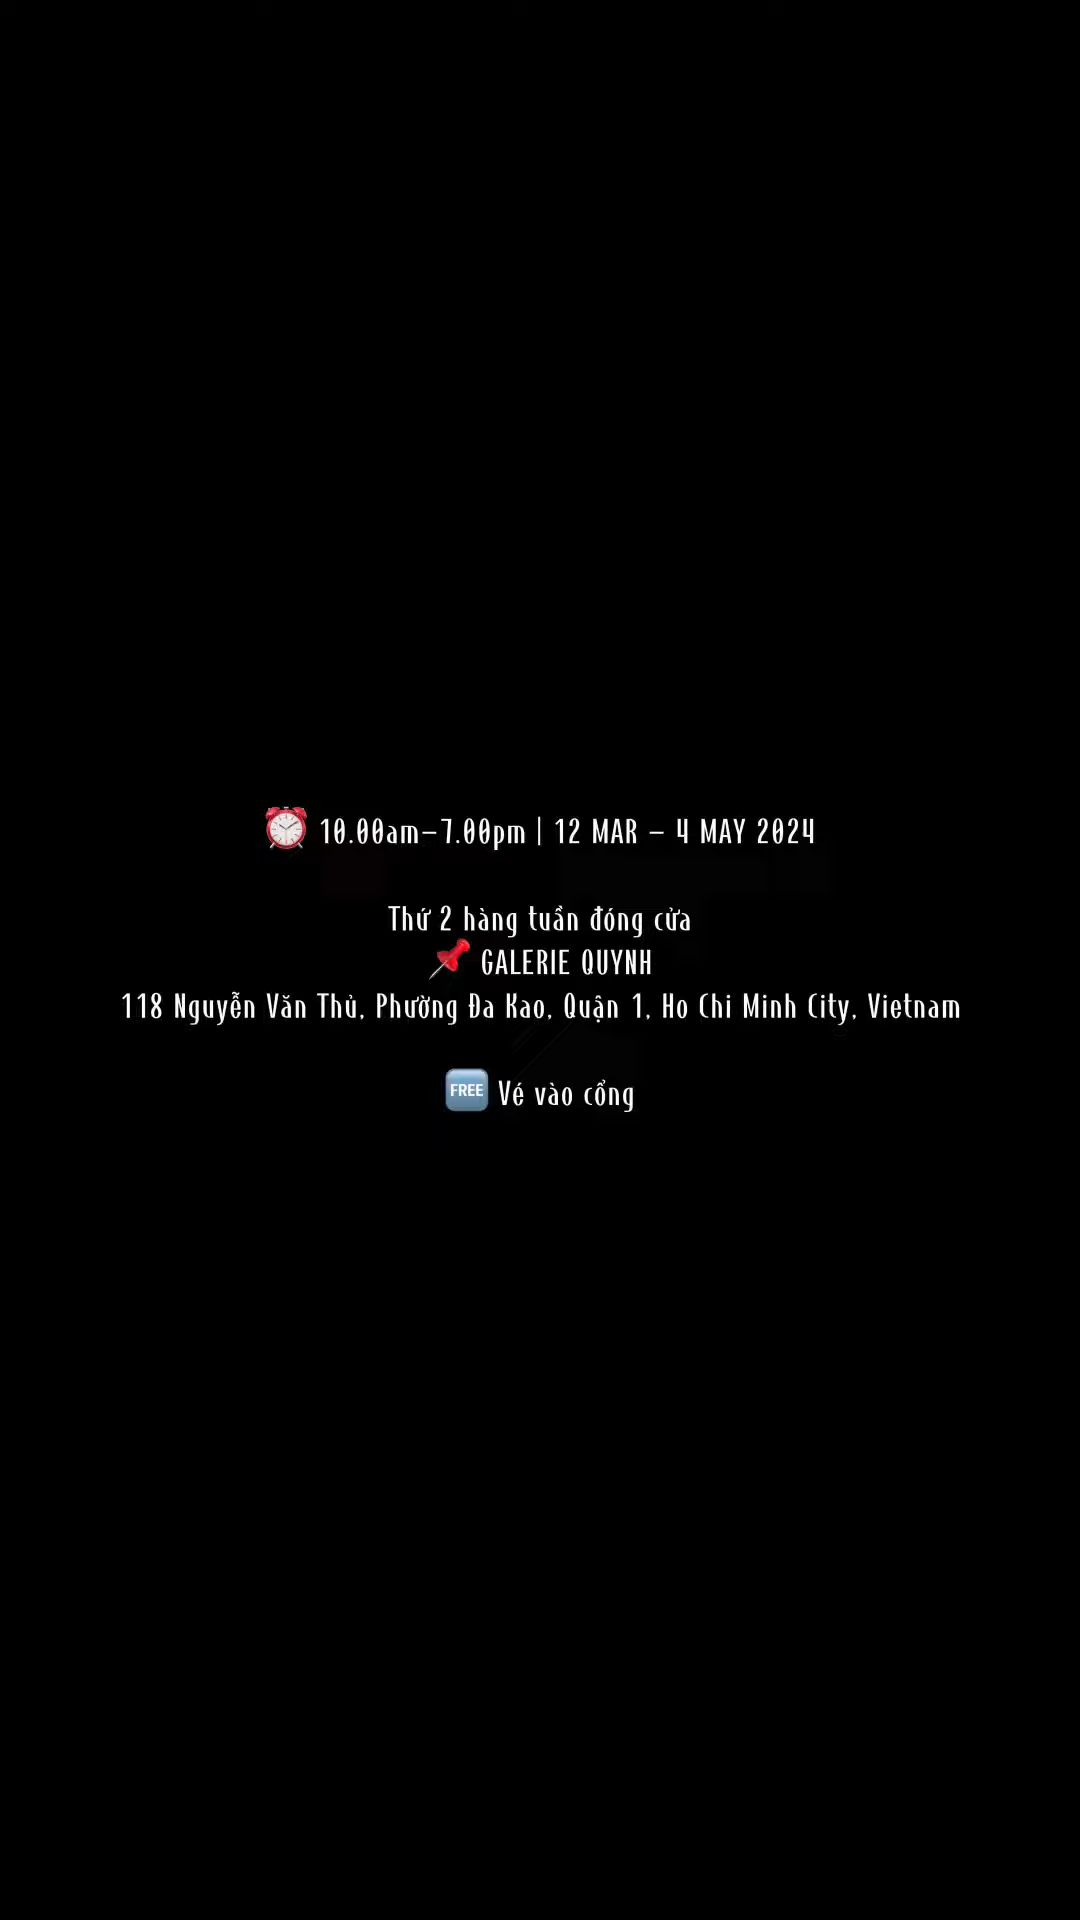 ⏰ 10.00am–7.00pm | 12 MAR – 4 MAY 2024
Thứ 2 hàng tuần đóng cửa
📌 GALERIE QUYNH
118 Nguyễn Văn Thủ, Phường Đa Kao, Quận 1, Ho Chi Minh City, Vietnam
🆓 Vé vào cổng